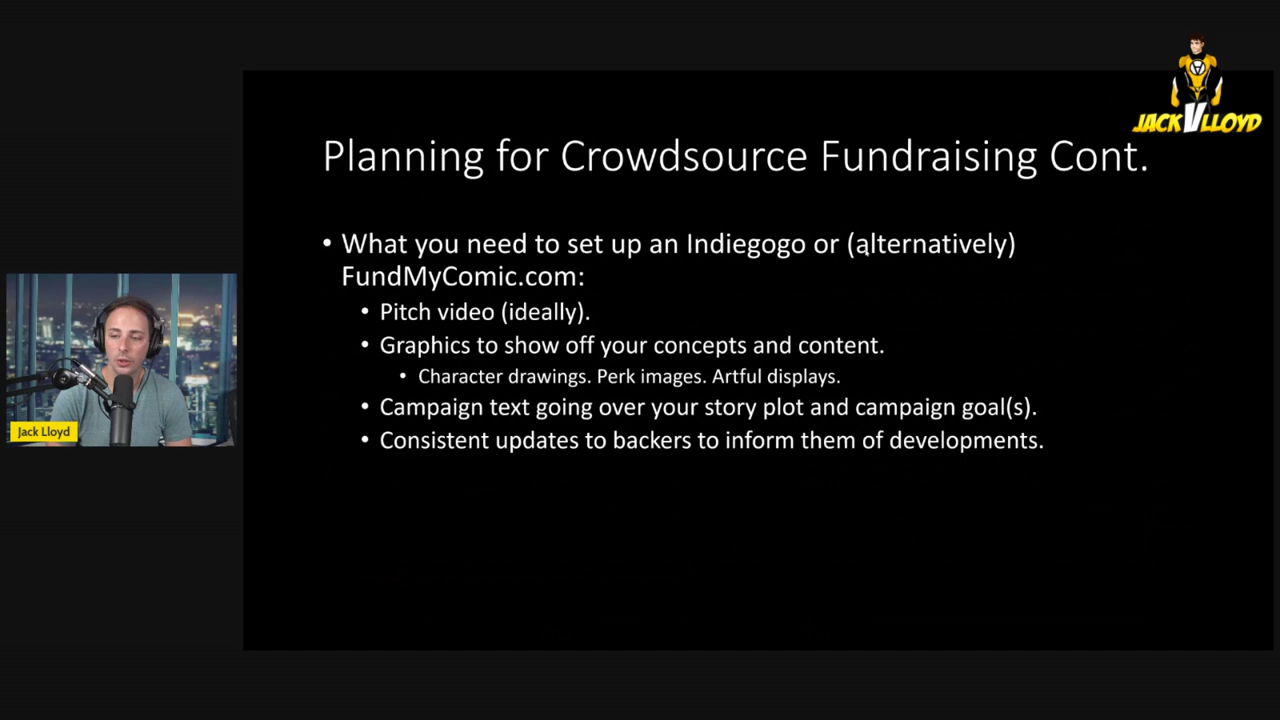 JACK V LLOYD
Planning for Crowdsource Fundraising Cont.
• What you need to set up an Indiegogo or (alternatively)
FundMyComic.com:
• Pitch video (ideally).
• Graphics to show off your concepts and content.
• Character drawings. Perk images. Artful displays.
• Campaign text going over your story plot and campaign goal(s).
• Consistent updates to backers to inform them of developments.
Jack Lloyd